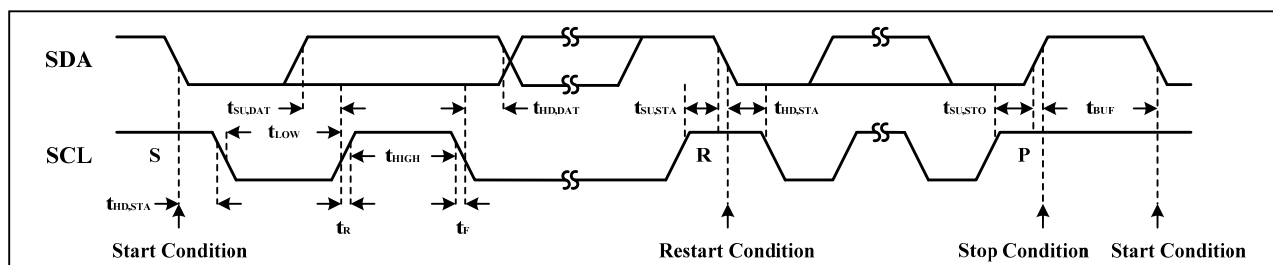 SDA
tSU,DAT
tHD,DAT
tSU,STA
tHD,STA
tSU,STO
tBUF
tLOW
SCL
S
tHIGH
R
P
tHD,STA
tR
tF
Start Condition
Restart Condition
Stop Condition
Start Condition